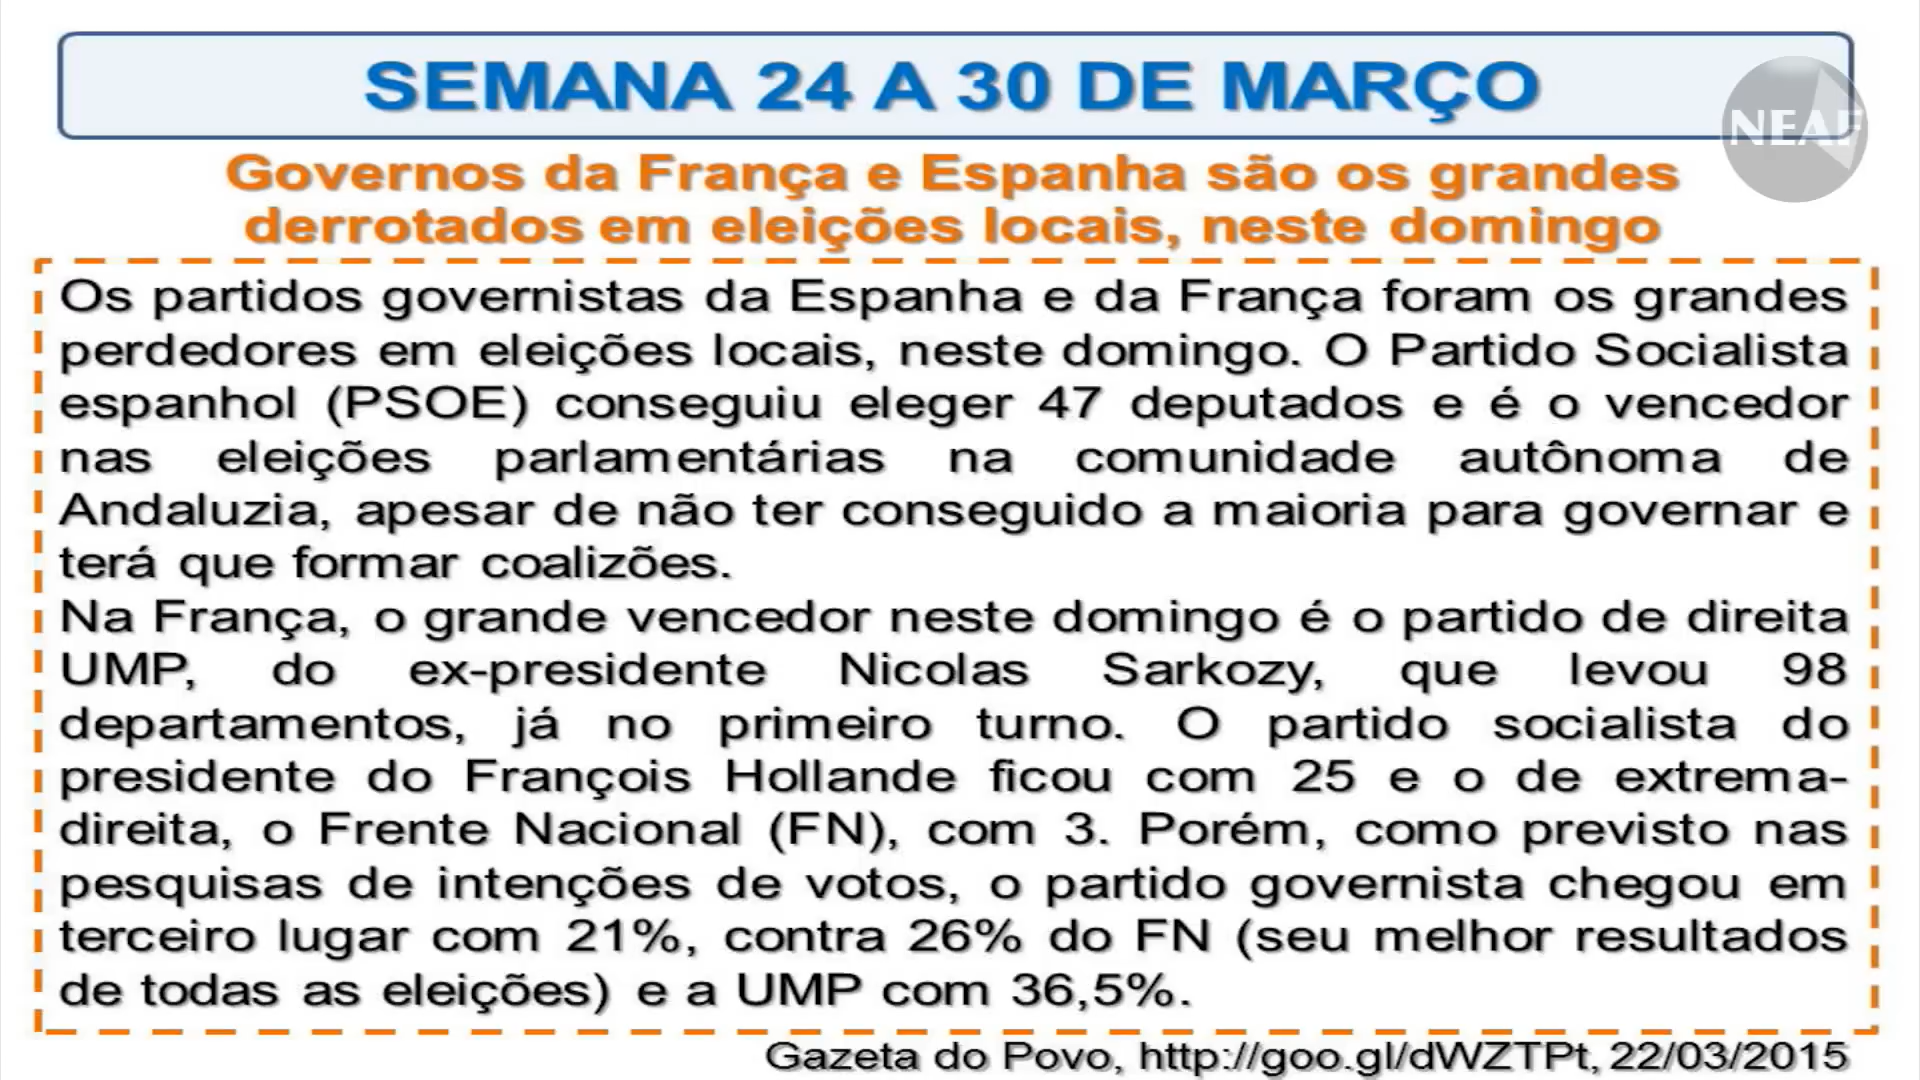 SEMANA 24 A 30 DE MARÇO
NEAF
Governos da França e Espanha são os grandes
derrotados em eleições locais, neste domingo
Os partidos governistas da Espanha e da França foram os grandes
perdedores em eleições locais, neste domingo. O Partido Socialista
espanhol (PSOE) conseguiu eleger 47 deputados e é o vencedor
nas eleições parlamentárias na comunidade autônoma de
Andaluzia, apesar de não ter conseguido a maioria para governar e
terá que formar coalizões.
Na França, o grande vencedor neste domingo é o partido de direita
UMP, do ex-presidente Nicolas Sarkozy, que levou 98
departamentos, já no primeiro turno. O partido socialista do
presidente do François Hollande ficou com 25 e o de extrema-
direita, o Frente Nacional (FN), com 3. Porém, como previsto nas
pesquisas de intenções de votos, o partido governista chegou em
terceiro lugar com 21%, contra 26% do FN (seu melhor resultados
de todas as eleições) e a UMP com 36,5%.
Gazeta do Povo, http://goo.gl/dWZTPt, 22/03/2015